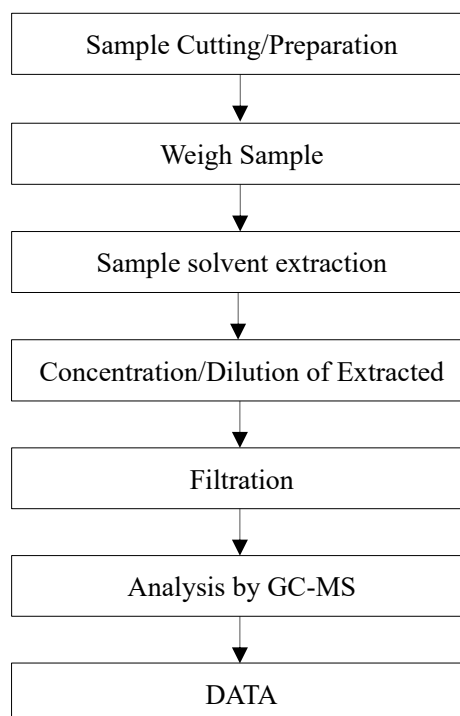 Sample Cutting/Preparation
Weigh Sample
Sample solvent extraction
Concentration/Dilution of Extracted
Filtration
Analysis by GC-MS
DATA